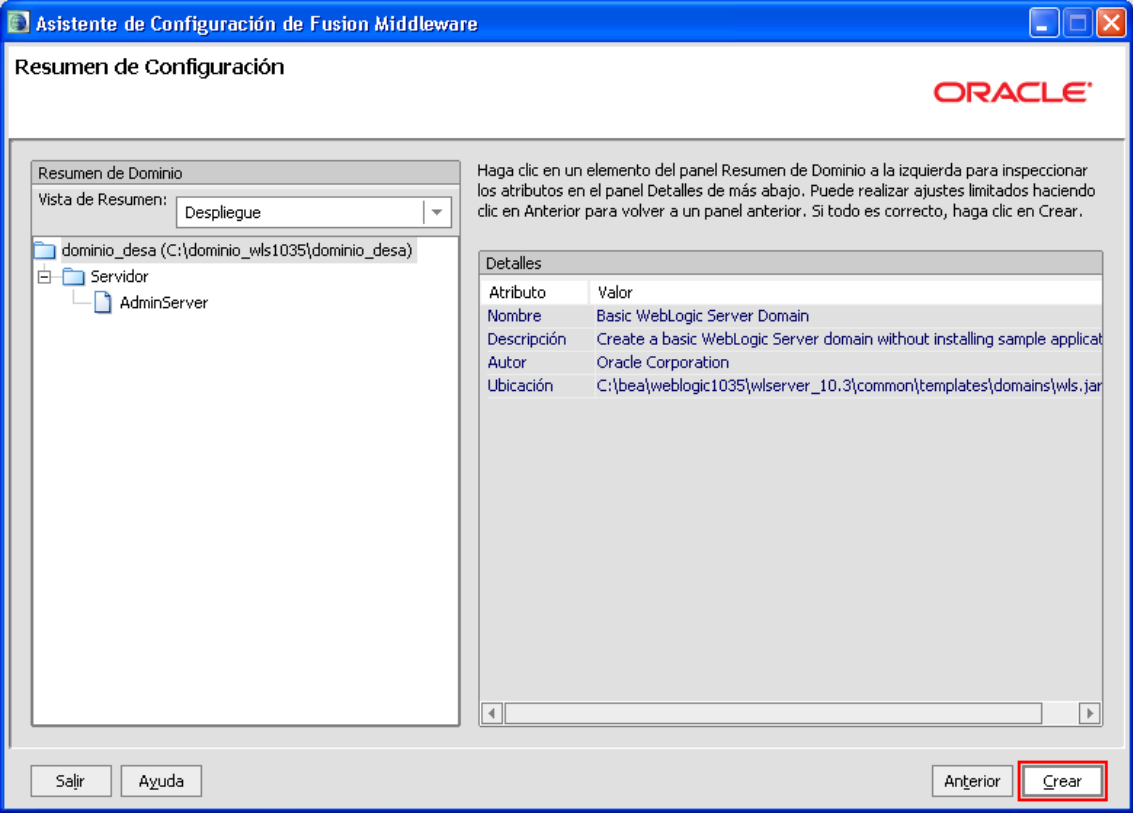 Asistente de Configuración de Fusion Middleware
Resumen de Configuración
ORACLE
Resumen de Dominio
Vista de Resumen:
Despliegue
dominio_desa (C:\dominio_wls1035\dominio_desa)
Servidor
AdminServer
Haga clic en un elemento del panel Resumen de Dominio a la izquierda para inspeccionar
los atributos en el panel Detalles de más abajo. Puede realizar ajustes limitados haciendo
clic en Anterior para volver a un panel anterior. Si todo es correcto, haga clic en Crear.
Detalles
Atributo Valor
Nombre Basic WebLogic Server Domain
Descripción Create a basic WebLogic Server domain without installing sample applicat
Autor Oracle Corporation
Ubicación C:\bea\weblogic1035\wlserver_10.3\common\templates\domains\wls.jar
Salir Ayuda Anterior Crear